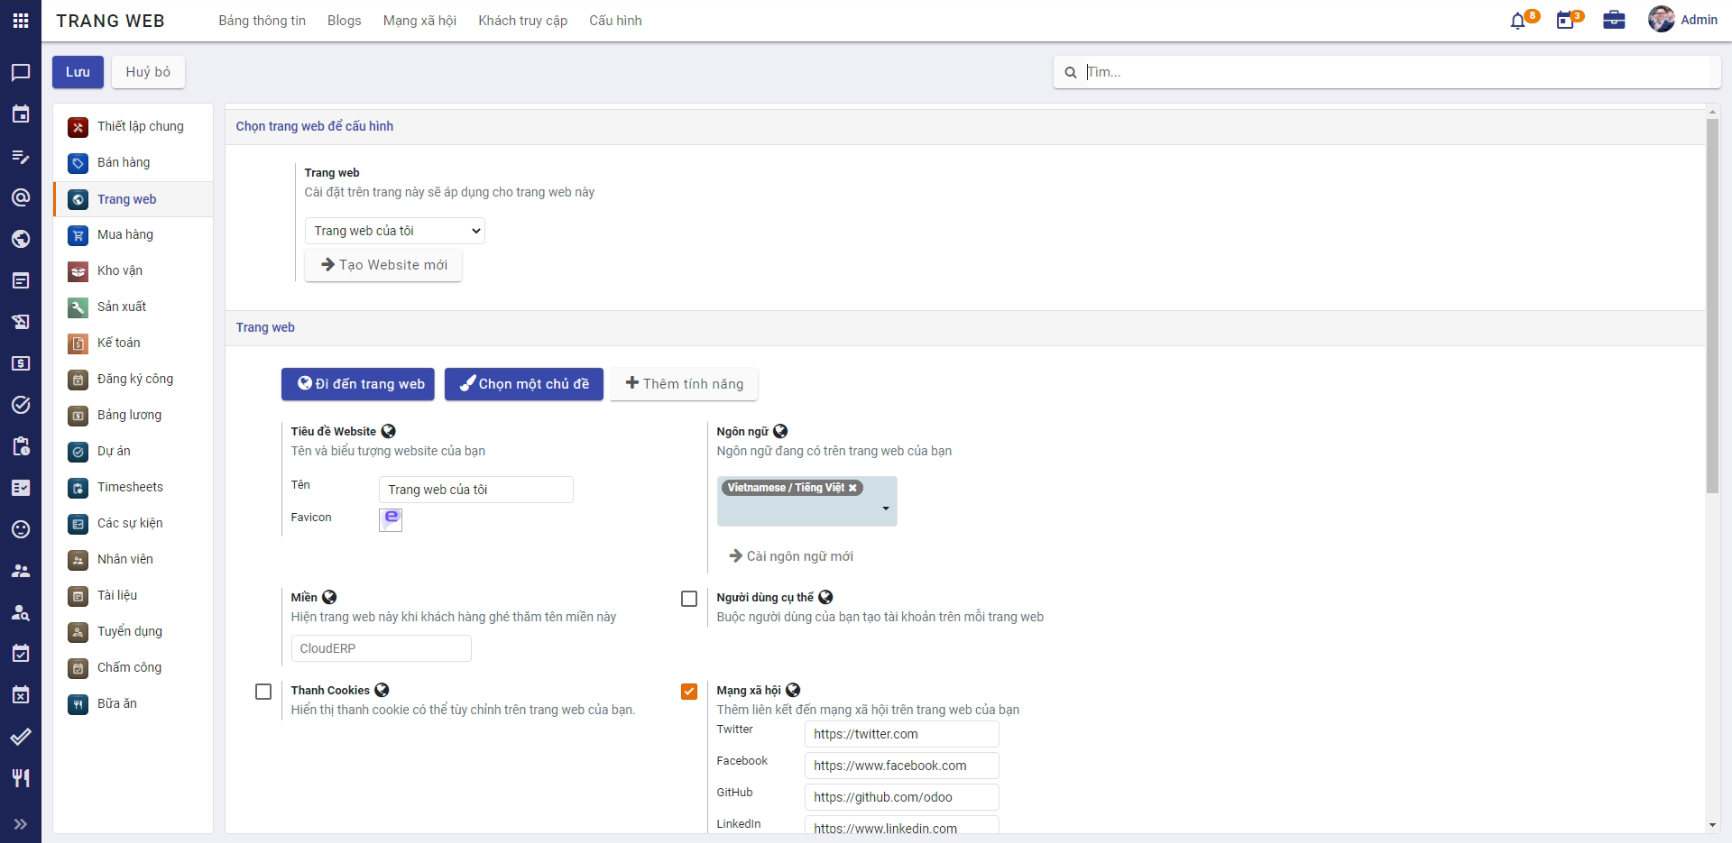 TRANG WEB
Bảng thông tin
Blogs
Mạng xã hội
Khách truy cập
Cấu hình
8
3
Admin
Lưu
Huỷ bỏ
Tìm...
Thiết lập chung
Bán hàng
Trang web
Mua hàng
Kho vận
Sản xuất
Kế toán
Đăng ký công
Bảng lương
Dự án
Timesheets
Các sự kiện
Nhân viên
Tài liệu
Tuyển dụng
Chấm công
Bữa ăn
Chọn trang web để cấu hình
Trang web
Cài đặt trên trang này sẽ áp dụng cho trang web này
Trang web của tôi
Tạo Website mới
Trang web
Đi đến trang web
Chọn một chủ đề
Thêm tính năng
Tiêu đề Website
Tên và biểu tượng website của bạn
Tên
Trang web của tôi
Favicon
Ngôn ngữ
Ngôn ngữ đang có trên trang web của bạn
Vietnamese / Tiếng Việt
Cài ngôn ngữ mới
Miền
Hiện trang web này khi khách hàng ghé thăm tên miền này
CloudERP
Người dùng cụ thể
Buộc người dùng của bạn tạo tài khoản trên mỗi trang web
Thanh Cookies
Hiển thị thanh cookie có thể tùy chỉnh trên trang web của bạn.
Mạng xã hội
Thêm liên kết đến mạng xã hội trên trang web của bạn
Twitter
https://twitter.com
Facebook
https://www.facebook.com
GitHub
https://github.com/odoo
LinkedIn
https://www.linkedin.com